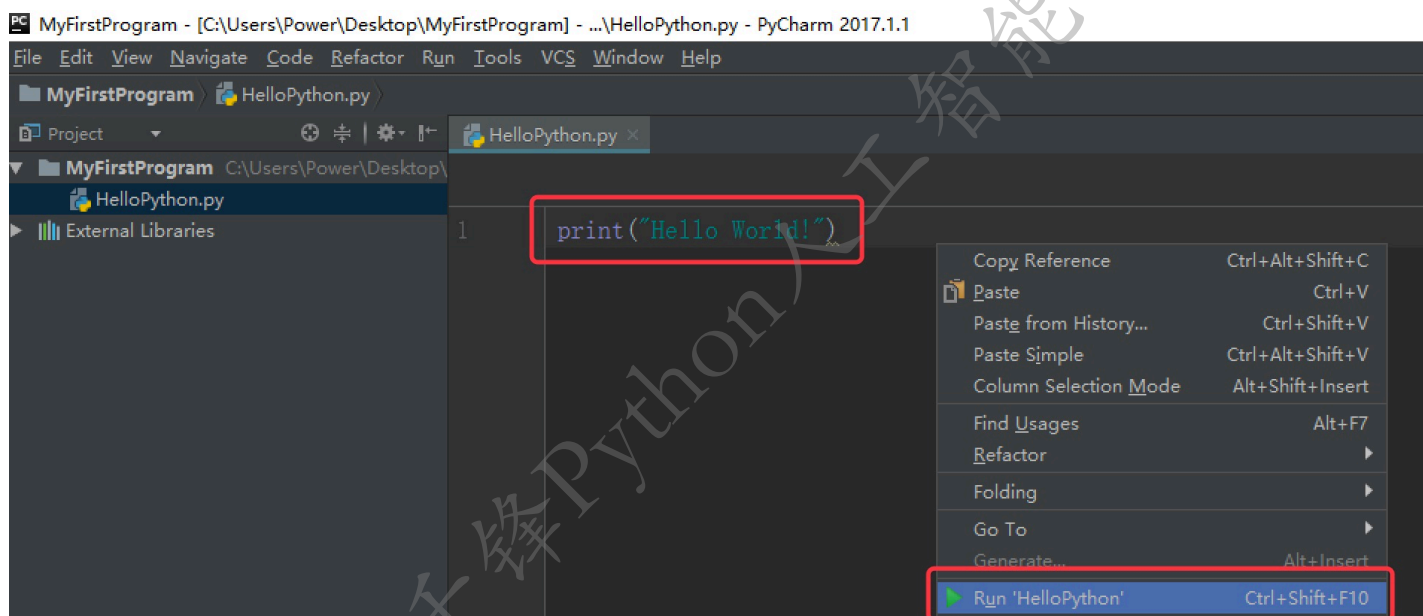 MyFirstProgram - [C:\Users\Power\Desktop\MyFirstProgram] - ...\HelloPython.py - PyCharm 2017.1.1
File Edit View Navigate Code Refactor Run Tools VCS Window Help
MyFirstProgram HelloPython.py
Project
HelloPython.py
MyFirstProgram C:\Users\Power\Desktop\
HelloPython.py
External Libraries
1 print("Hello World!")
Copy Reference Ctrl+Alt+Shift+C
Paste Ctrl+V
Paste from History... Ctrl+Shift+V
Paste Simple Ctrl+Alt+Shift+V
Column Selection Mode Alt+Shift+Insert
Find Usages Alt+F7
Refactor
Folding
Go To
Generate... Alt+Insert
Run 'HelloPython' Ctrl+Shift+F10
千锋Python人工智能